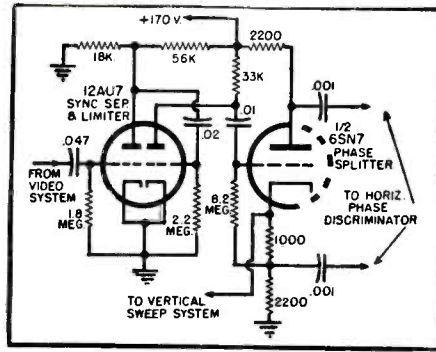 +170 V.
2200
18K
56K
33K
.001
12AU7
SYNC SEP.
& LIMITER
.01
1/2
6SN7
PHASE
SPLITTER
.02
.047
FROM
VIDEO
SYSTEM
TO HORIZ.
PHASE
DISCRIMINATOR
1.8
MEG.
2.2
MEG.
8.2
MEG.
1000
.001
TO VERTICAL
SWEEP SYSTEM
2200